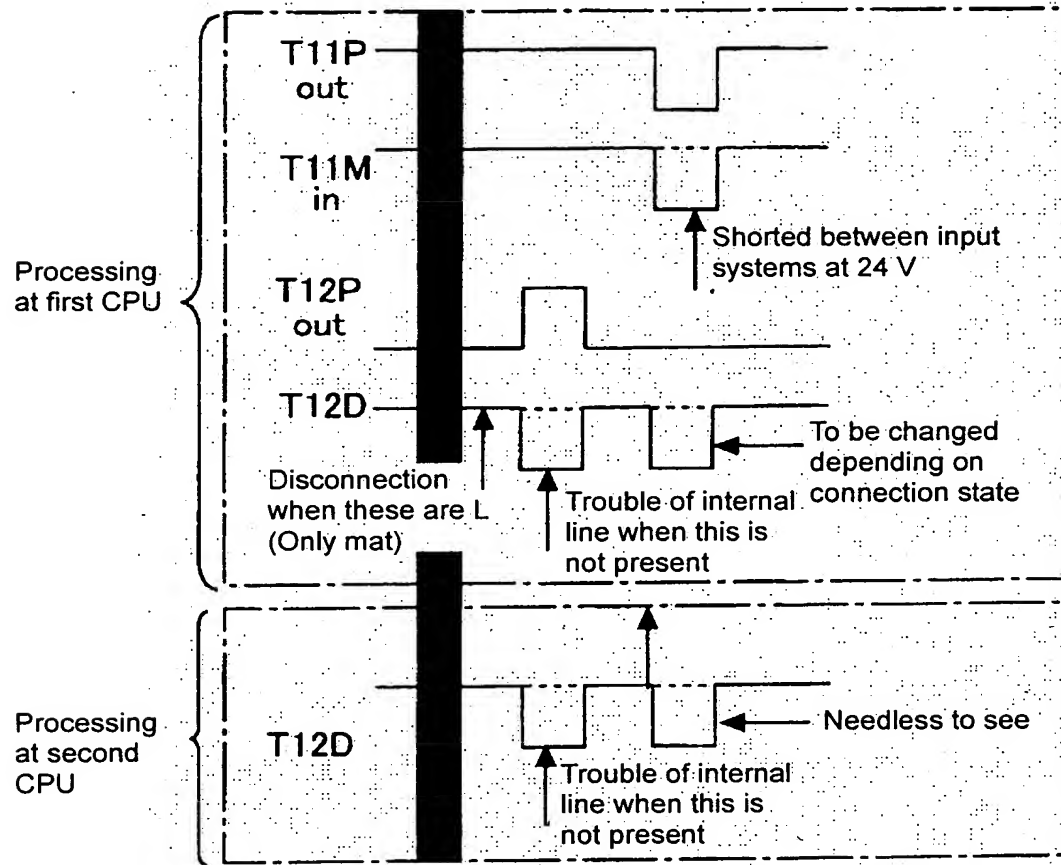 T11P
out
T11M
in
Shorted between input
systems at 24 V
Processing
at first CPU
T12P
out
T12D
To be changed
depending on
connection state
Disconnection
when these are L
(Only mat)
Trouble of internal
line when this is
not present
Processing
at second
CPU
T12D
Needless to see
Trouble of internal
line when this is
not present